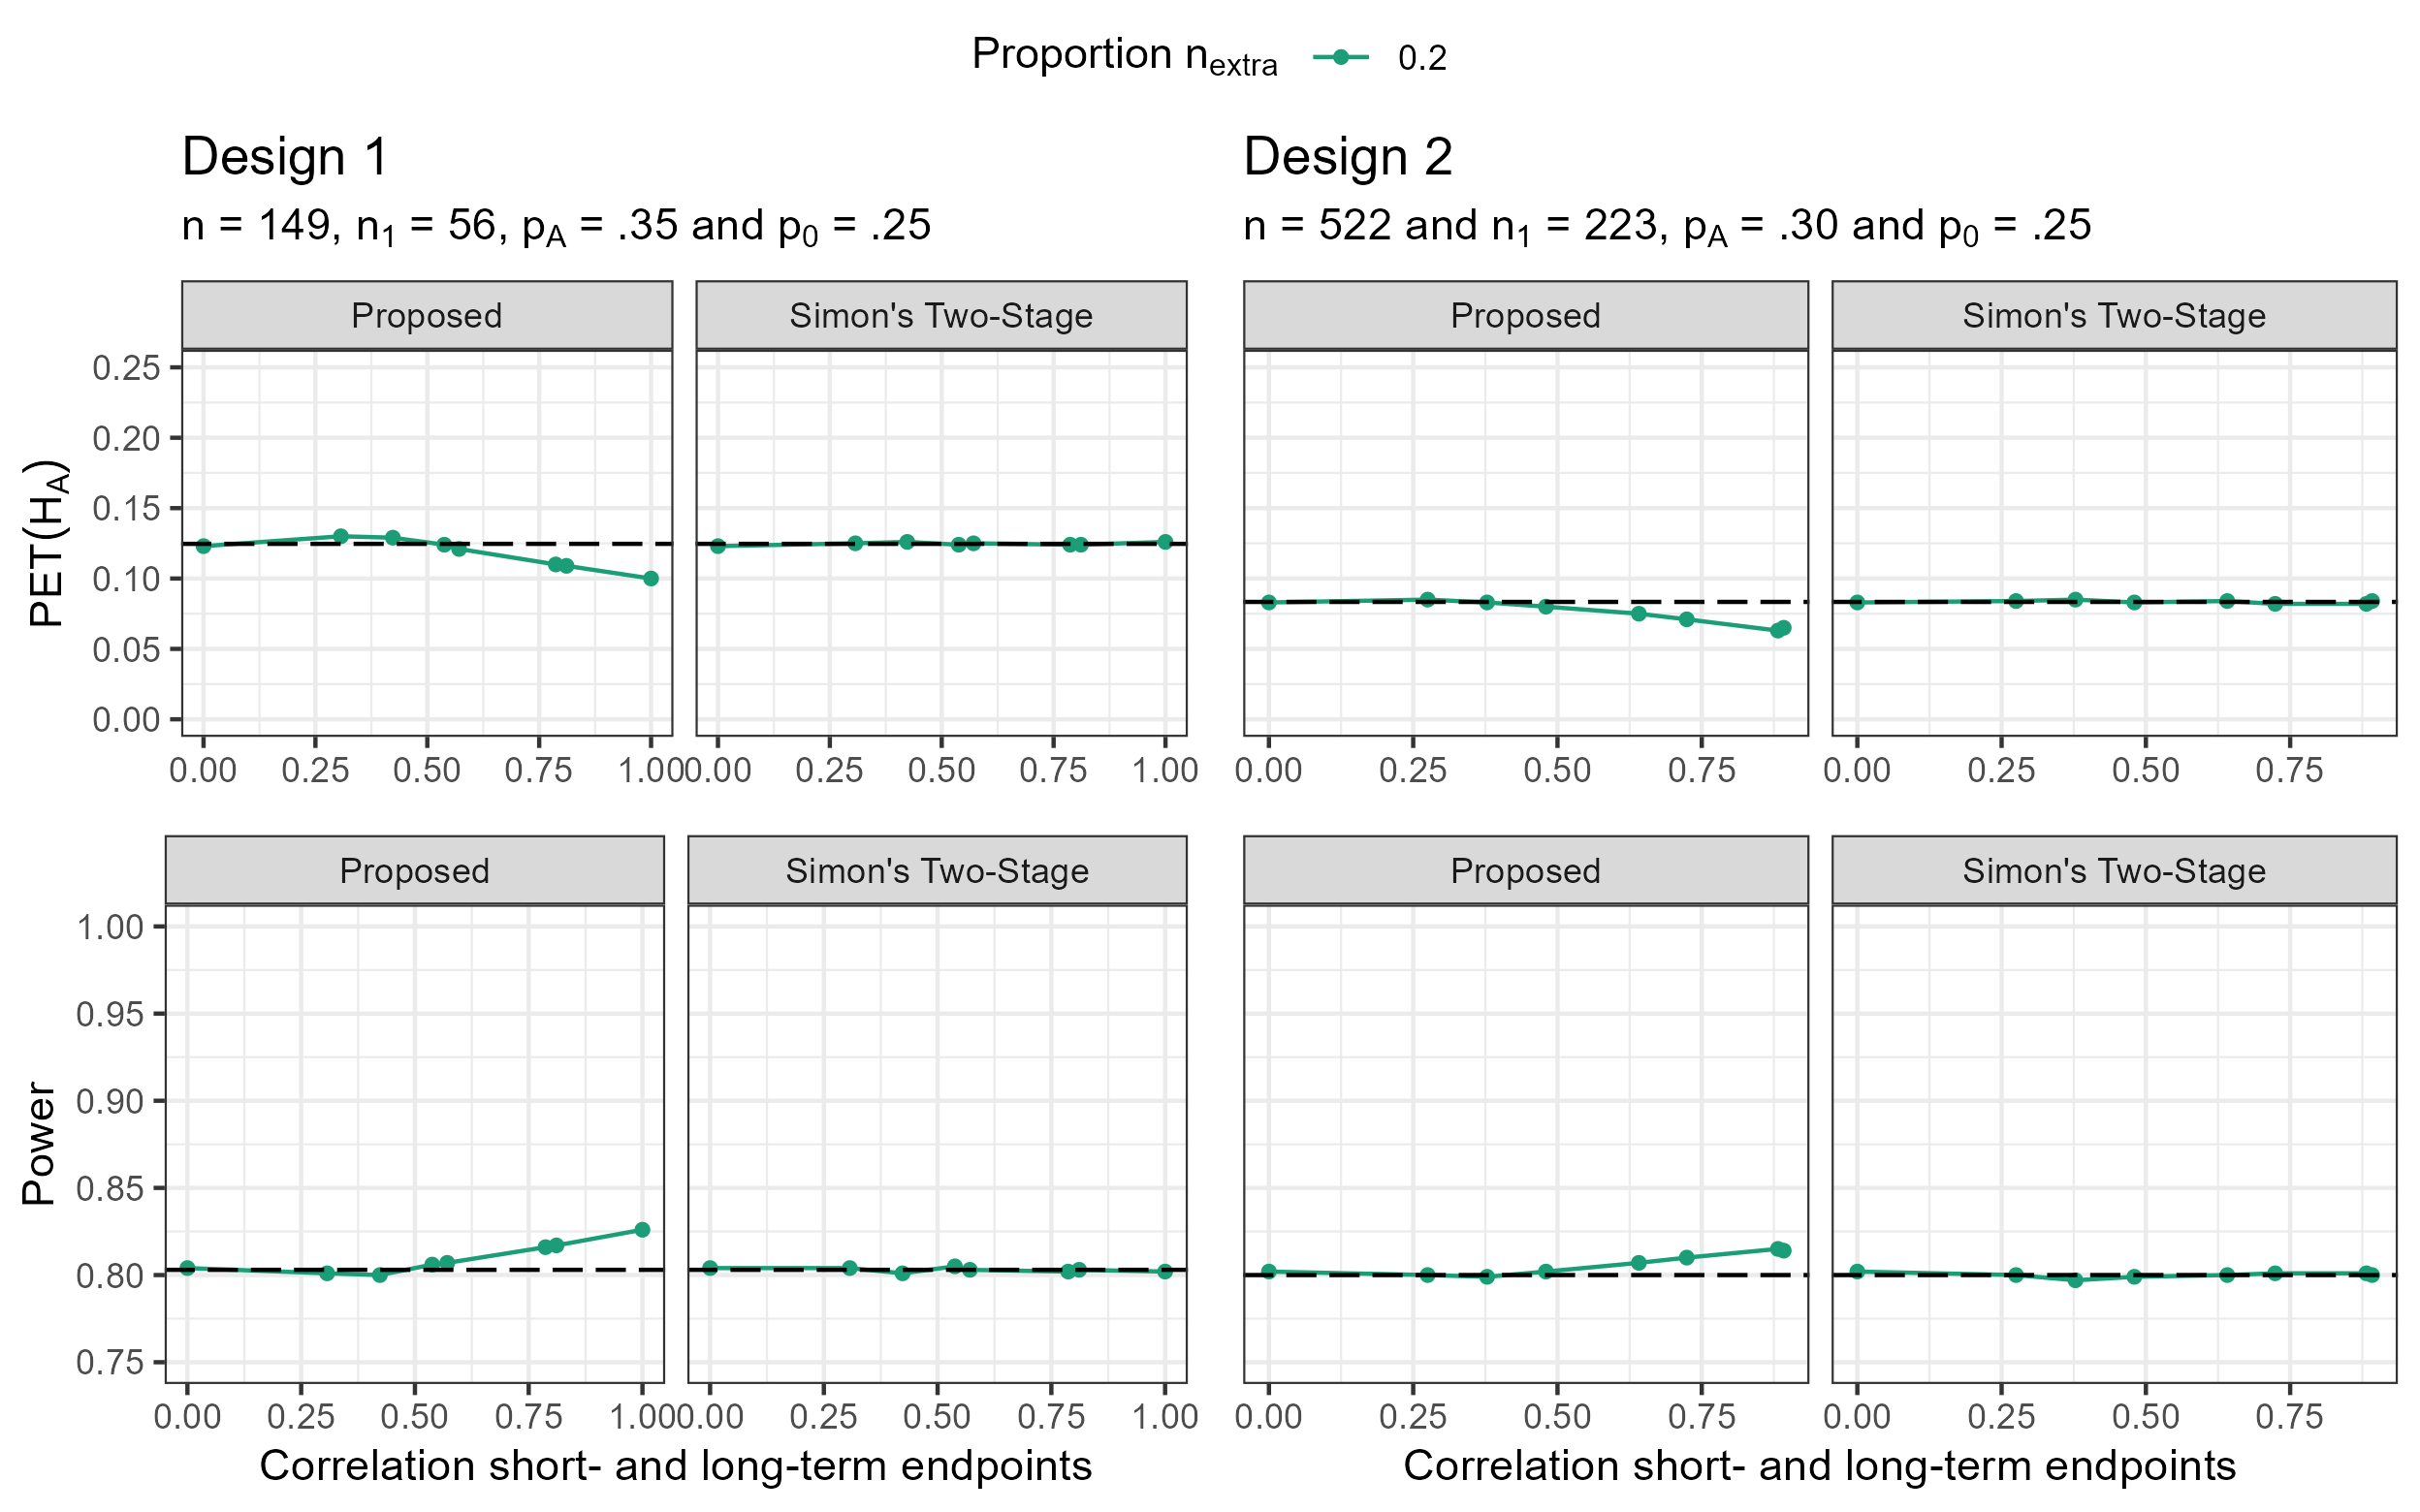 Proportion n_extra 0.2
Design 1
n = 149, n₁ = 56, p_A = .35 and p₀ = .25
Design 2
n = 522 and n₁ = 223, p_A = .30 and p₀ = .25
Proposed
Simon's Two-Stage
Proposed
Simon's Two-Stage
PET(H_A)
0.25
0.20
0.15
0.10
0.05
0.00
0.00 0.25 0.50 0.75 1.00
0.00 0.25 0.50 0.75 1.00
0.00 0.25 0.50 0.75
0.00 0.25 0.50 0.75
Proposed
Simon's Two-Stage
Proposed
Simon's Two-Stage
Power
1.00
0.95
0.90
0.85
0.80
0.75
0.00 0.25 0.50 0.75 1.00
0.00 0.25 0.50 0.75 1.00
0.00 0.25 0.50 0.75
0.00 0.25 0.50 0.75
Correlation short- and long-term endpoints
Correlation short- and long-term endpoints